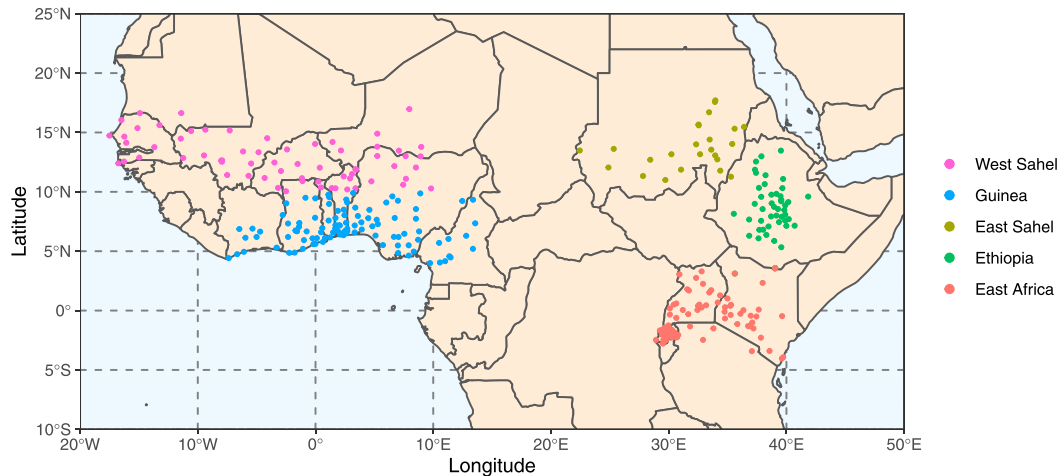 25°N
20°N
15°N
10°N
5°N
0°
5°S
10°S
Latitude
20°W
10°W
0°
10°E
20°E
30°E
40°E
50°E
Longitude
West Sahel
Guinea
East Sahel
Ethiopia
East Africa